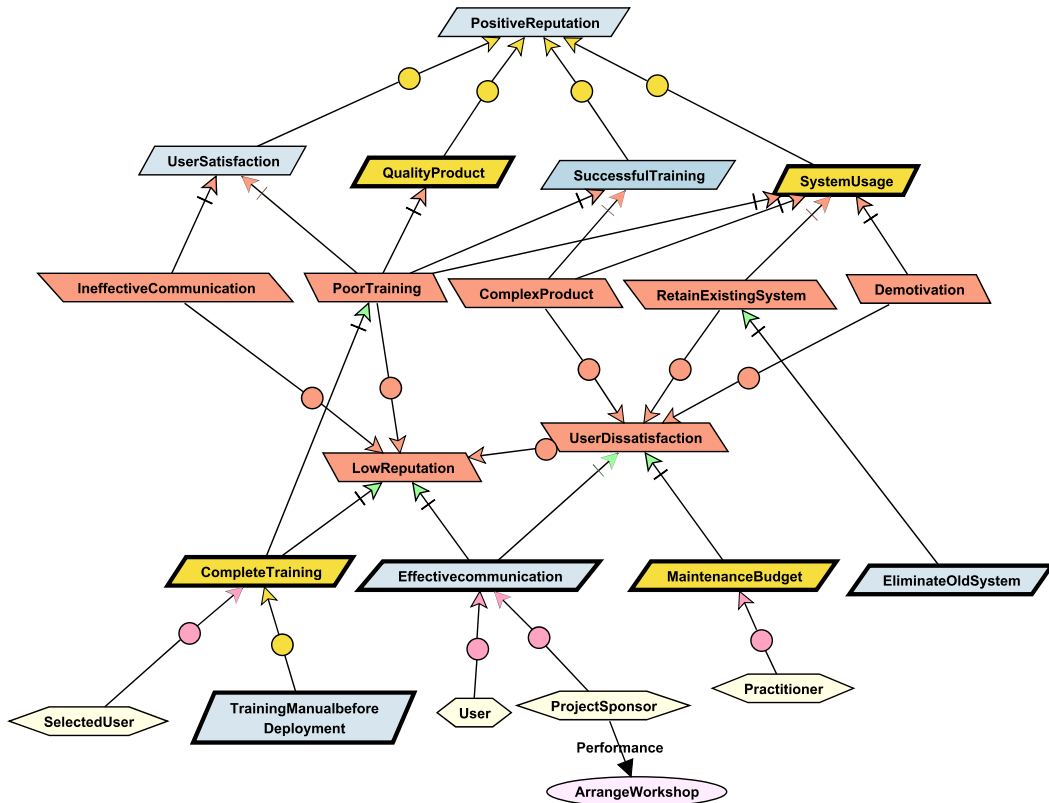 PositiveReputation
UserSatisfaction
QualityProduct
SuccessfulTraining
SystemUsage
IneffectiveCommunication
PoorTraining
ComplexProduct
RetainExistingSystem
Demotivation
UserDissatisfaction
LowReputation
CompleteTraining
Effectivecommunication
MaintenanceBudget
EliminateOldSystem
Practitioner
SelectedUser
TrainingManualbefore
Deployment
User
ProjectSponsor
Performance
ArrangeWorkshop